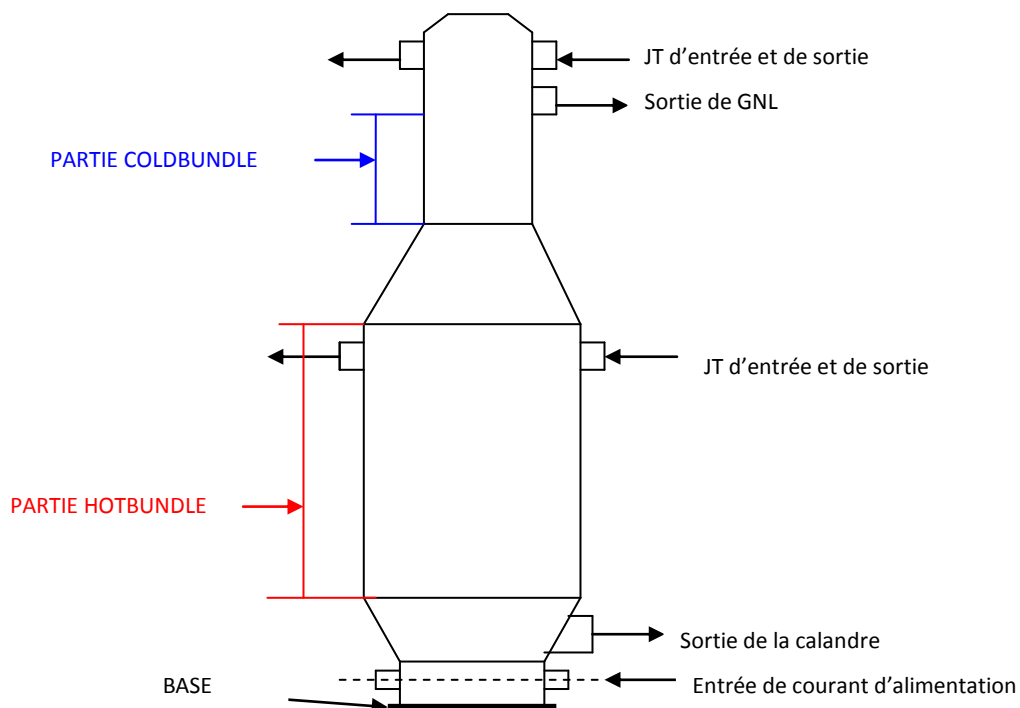 JT d’entrée et de sortie
Sortie de GNL
PARTIE COLDBUNDLE
JT d’entrée et de sortie
PARTIE HOTBUNDLE
Sortie de la calandre
BASE
Entrée de courant d’alimentation